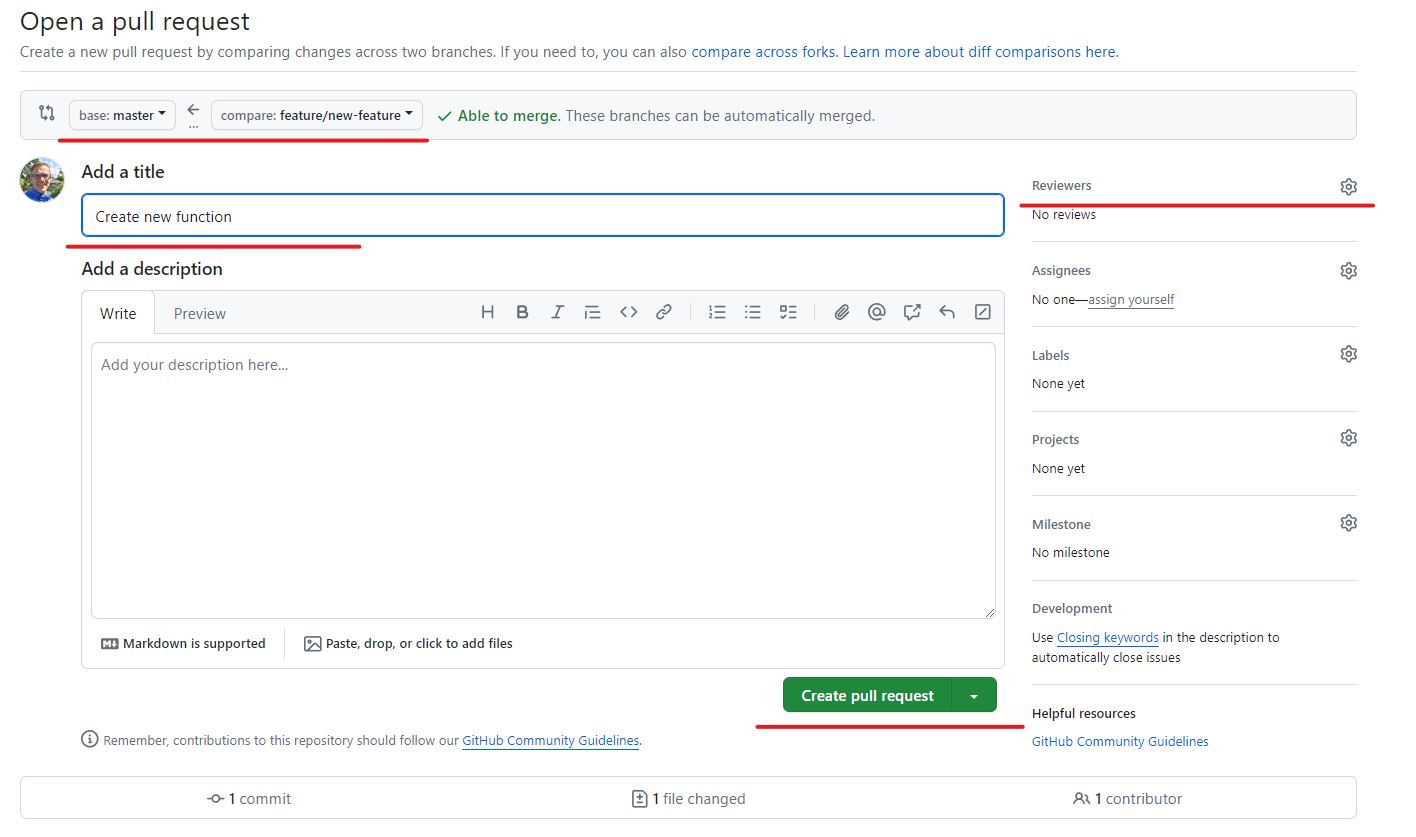 Open a pull request
Create a new pull request by comparing changes across two branches. If you need to, you can also compare across forks. Learn more about diff comparisons here.
base: master
...
compare: feature/new-feature
Able to merge. These branches can be automatically merged.
Add a title
Create new function
Add a description
Write
Preview
Add your description here...
Markdown is supported
Paste, drop, or click to add files
Create pull request
Remember, contributions to this repository should follow our GitHub Community Guidelines.
Reviewers
No reviews
Assignees
No one—assign yourself
Labels
None yet
Projects
None yet
Milestone
No milestone
Development
Use Closing keywords in the description to
automatically close issues
Helpful resources
GitHub Community Guidelines
1 commit
1 file changed
1 contributor